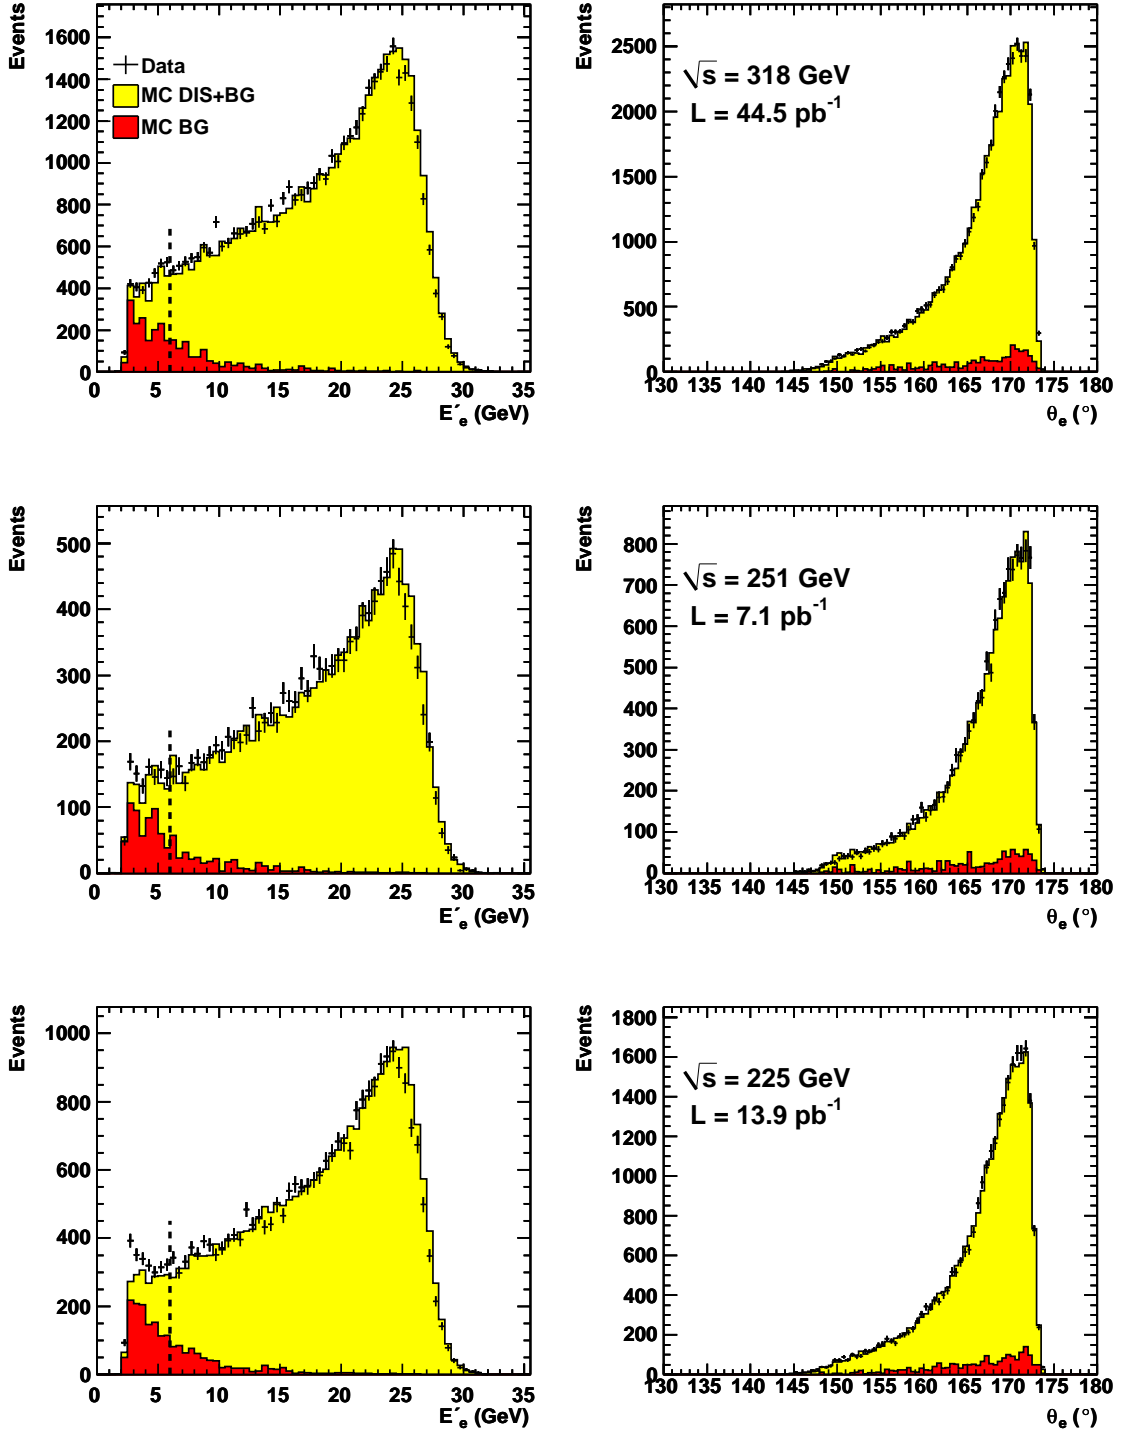 Events
1600
1400
1200
1000
800
600
400
200
0
Data
MC DIS+BG
MC BG
0 5 10 15 20 25 30 35
E´e (GeV)
Events
2500
2000
1500
1000
500
0
√s = 318 GeV
L = 44.5 pb-1
130 135 140 145 150 155 160 165 170 175 180
θe (°)
Events
500
400
300
200
100
0
0 5 10 15 20 25 30 35
E´e (GeV)
Events
800
700
600
500
400
300
200
100
0
√s = 251 GeV
L = 7.1 pb-1
130 135 140 145 150 155 160 165 170 175 180
θe (°)
Events
1000
800
600
400
200
0
0 5 10 15 20 25 30 35
E´e (GeV)
Events
1800
1600
1400
1200
1000
800
600
400
200
0
√s = 225 GeV
L = 13.9 pb-1
130 135 140 145 150 155 160 165 170 175 180
θe (°)